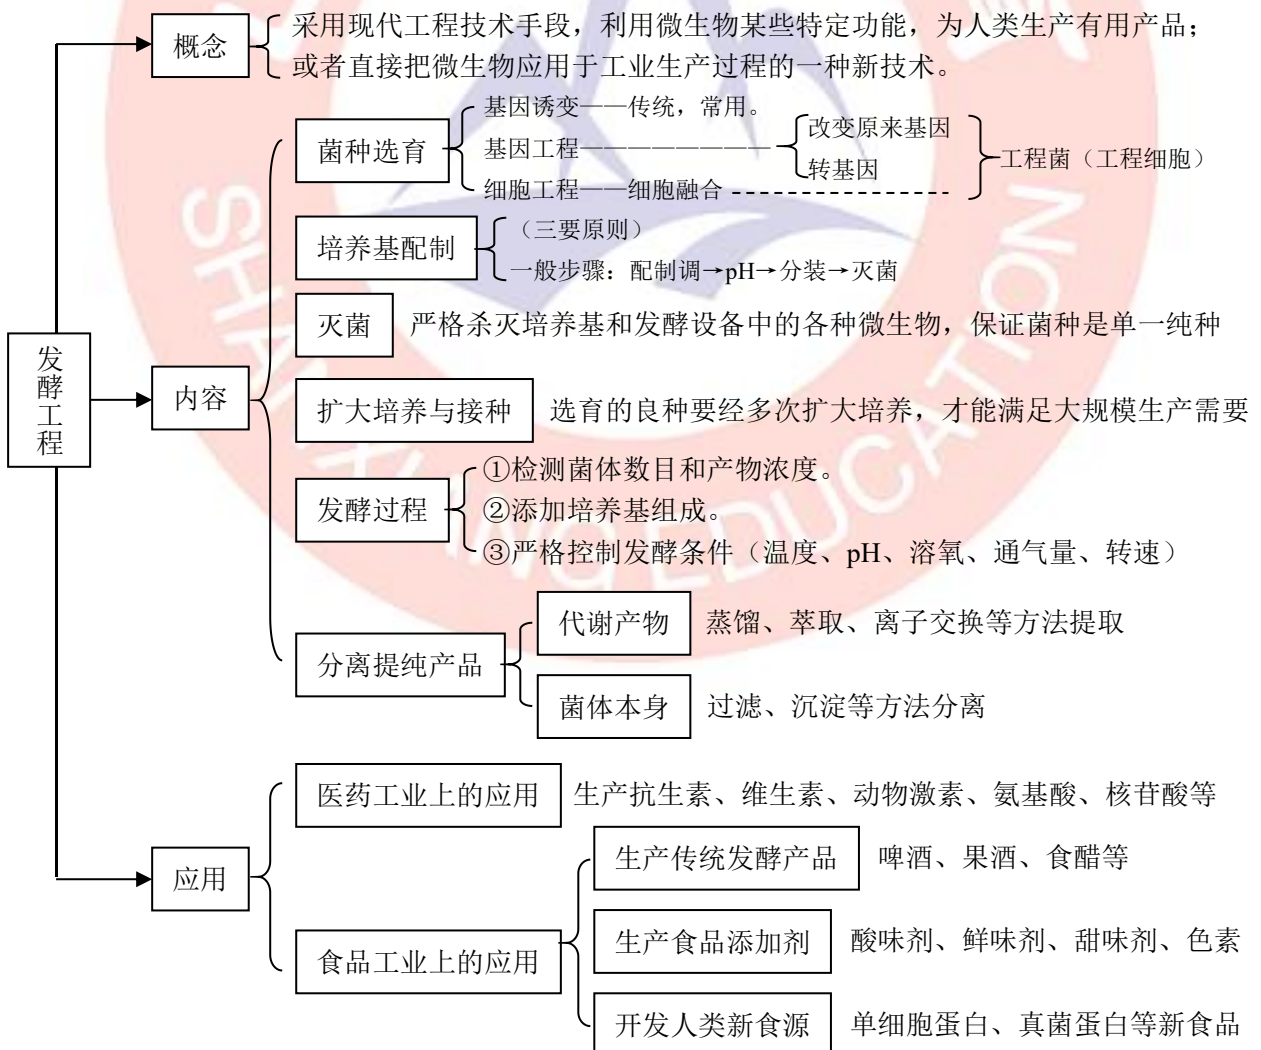 概念
采用现代工程技术手段，利用微生物某些特定功能，为人类生产有用产品；
或者直接把微生物应用于工业生产过程的一种新技术。
菌种选育
基因诱变——传统，常用。
基因工程————————
改变原来基因
转基因
细胞工程——细胞融合
工程菌（工程细胞）
培养基配制
（三要原则）
一般步骤：配制调→pH→分装→灭菌
灭菌
严格杀灭培养基和发酵设备中的各种微生物，保证菌种是单一纯种
发酵工程
内容
扩大培养与接种
选育的良种要经多次扩大培养，才能满足大规模生产需要
发酵过程
①检测菌体数目和产物浓度。
②添加培养基组成。
③严格控制发酵条件（温度、pH、溶氧、通气量、转速）
分离提纯产品
代谢产物
蒸馏、萃取、离子交换等方法提取
菌体本身
过滤、沉淀等方法分离
应用
医药工业上的应用
生产抗生素、维生素、动物激素、氨基酸、核苷酸等
食品工业上的应用
生产传统发酵产品
啤酒、果酒、食醋等
生产食品添加剂
酸味剂、鲜味剂、甜味剂、色素
开发人类新食源
单细胞蛋白、真菌蛋白等新食品